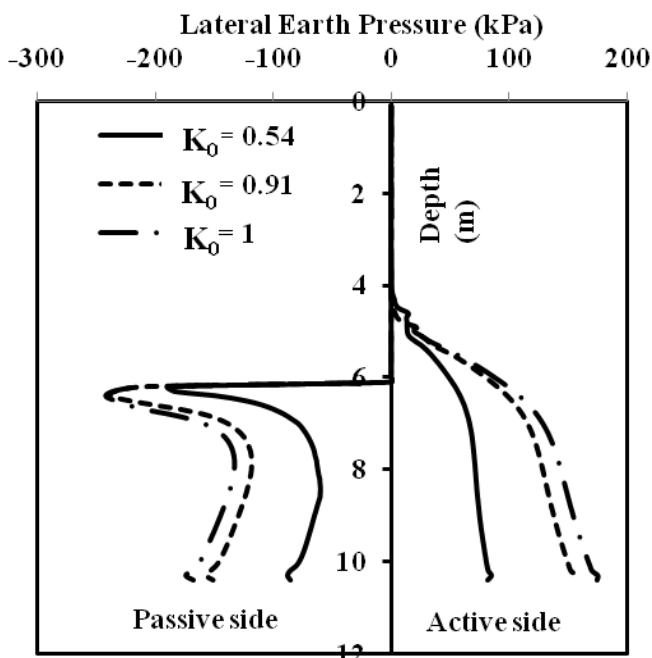 Lateral Earth Pressure (kPa)
-300 -200 -100 0 100 200
0
K0 = 0.54
K0 = 0.91
K0 = 1
Depth
(m)
2
4
6
8
10
12
Passive side
Active side